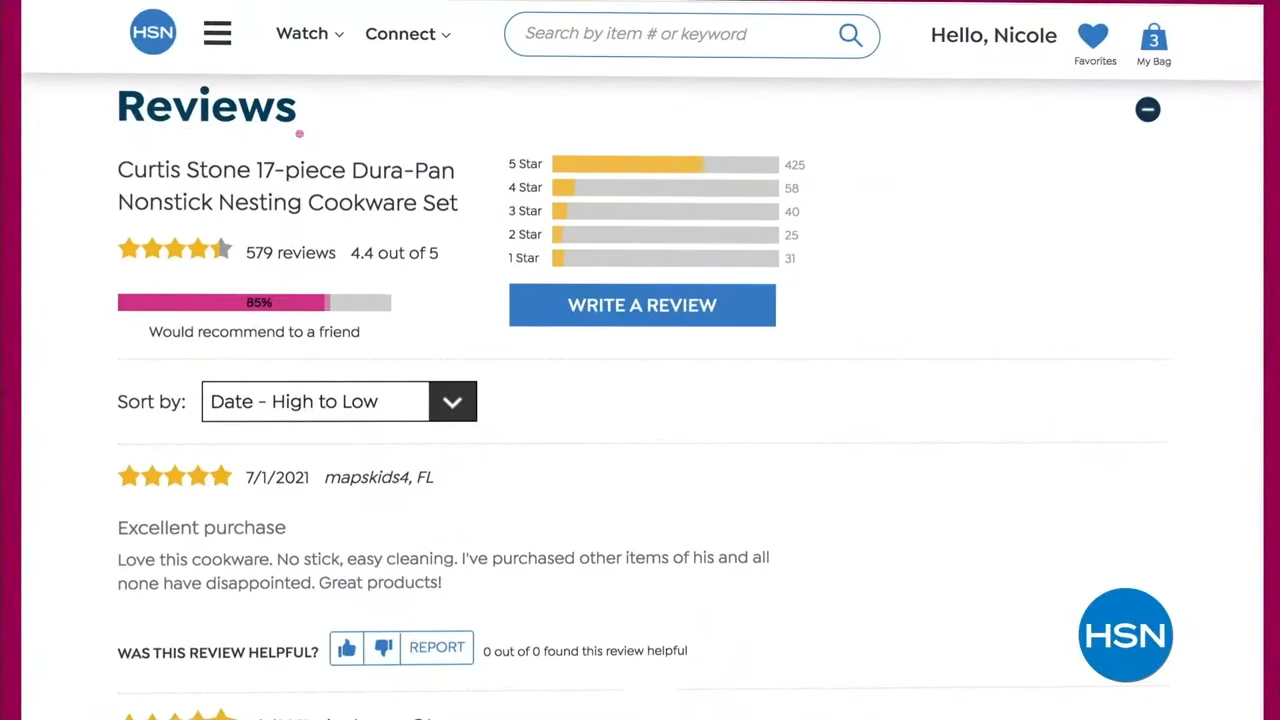 HSN
Watch
Connect
Search by item # or keyword
Hello, Nicole
Favorites
3
My Bag
Reviews
Curtis Stone 17-piece Dura-Pan
Nonstick Nesting Cookware Set
579 reviews 4.4 out of 5
85%
Would recommend to a friend
5 Star 425
4 Star 58
3 Star 40
2 Star 25
1 Star 31
WRITE A REVIEW
Sort by: Date - High to Low
7/1/2021 mapskids4, FL
Excellent purchase
Love this cookware. No stick, easy cleaning. I've purchased other items of his and all
none have disappointed. Great products!
WAS THIS REVIEW HELPFUL? REPORT 0 out of 0 found this review helpful
HSN